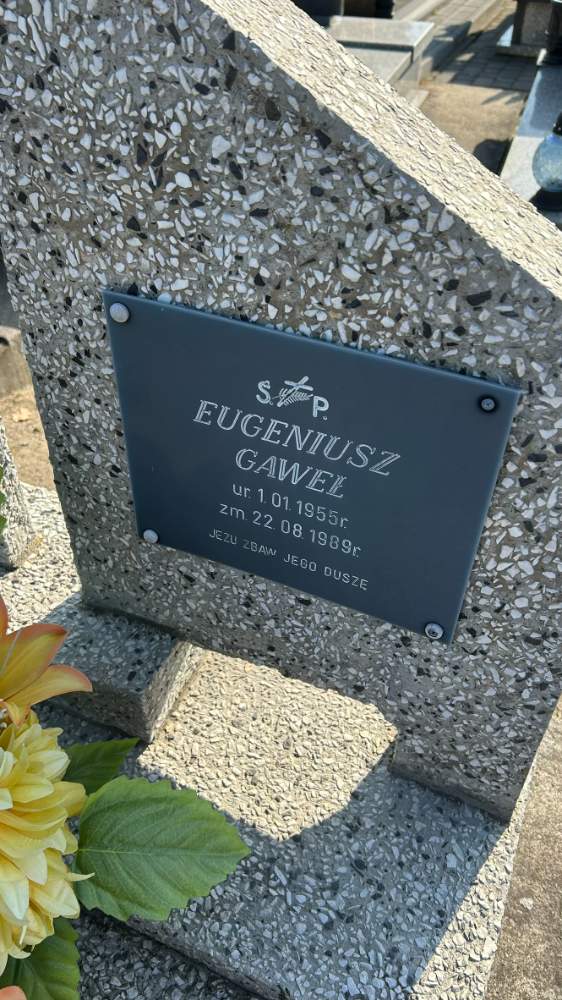 Ś. P.
EUGENIUSZ
GAWEŁ
ur. 1.01.1955r.
zm. 22.08.1989r.
JEZU ZBAW JEGO DUSZĘ